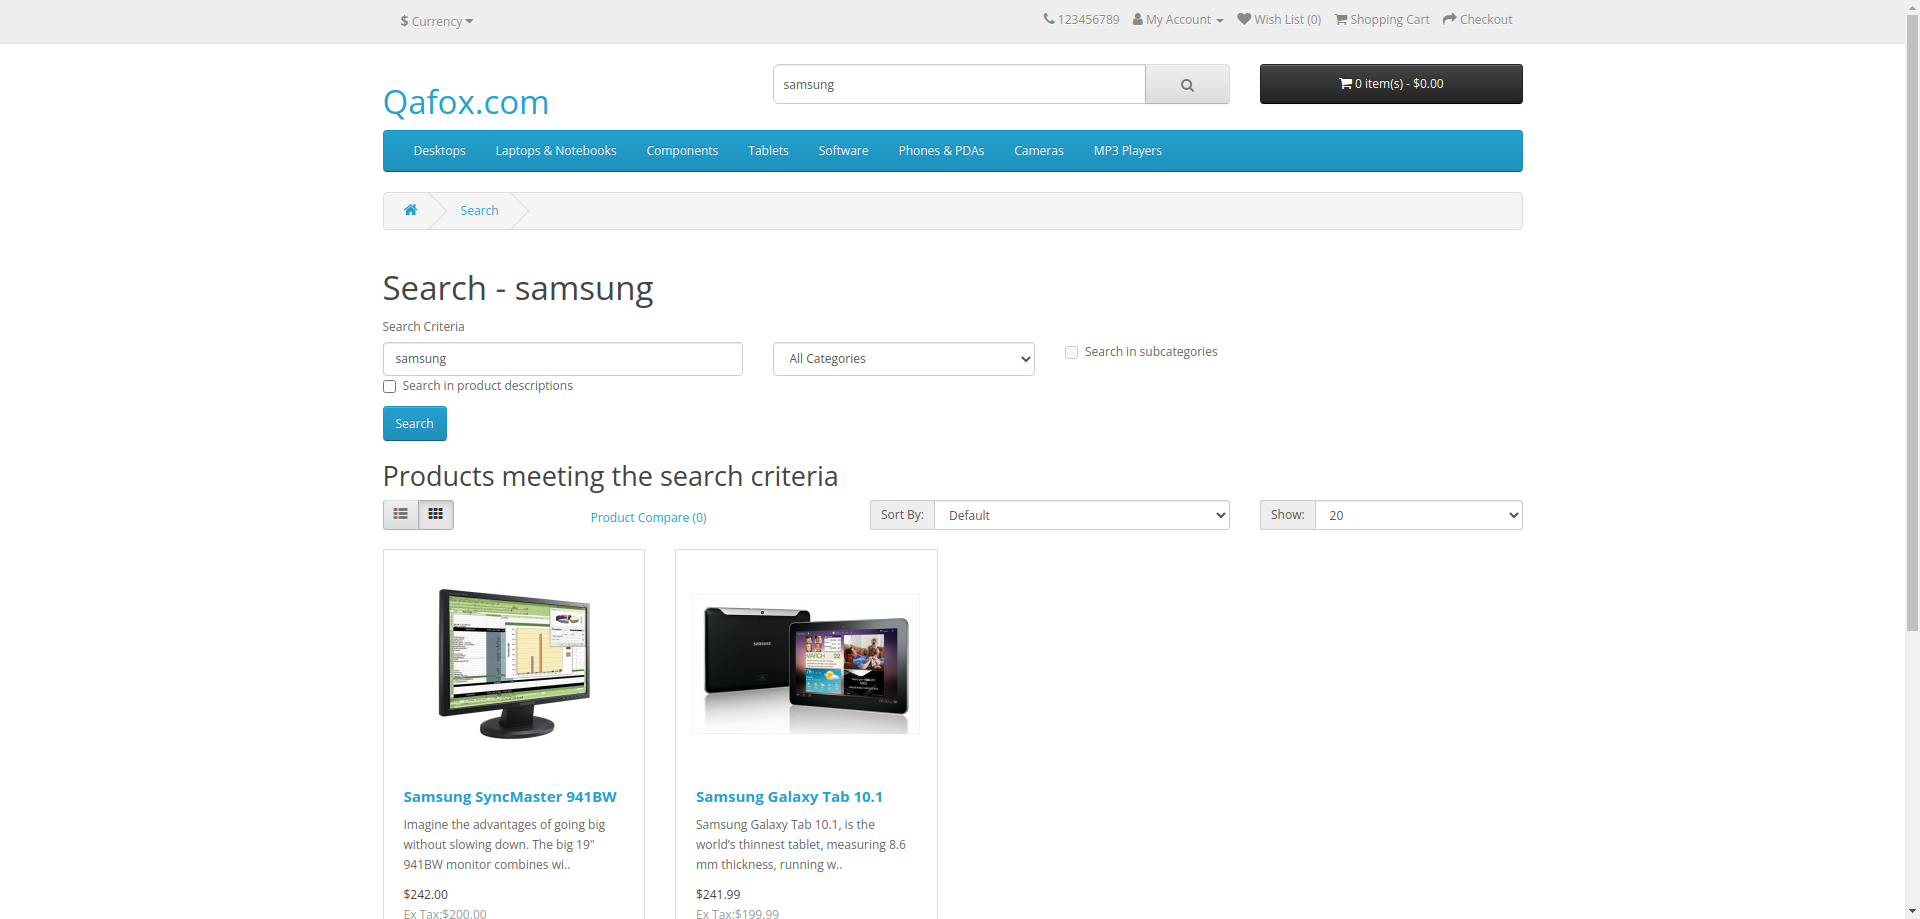 $ Currency
123456789 My Account Wish List (0) Shopping Cart Checkout
Qafox.com
samsung
0 item(s) - $0.00
Desktops Laptops & Notebooks Components Tablets Software Phones & PDAs Cameras MP3 Players
Search
Search - samsung
Search Criteria
samsung
All Categories
Search in subcategories
Search in product descriptions
Search
Products meeting the search criteria
Product Compare (0)
Sort By: Default
Show: 20
SAMSUNG
MARCH 22
Samsung SyncMaster 941BW
Imagine the advantages of going big
without slowing down. The big 19"
941BW monitor combines wi..
$242.00
Ex Tax:$200.00
Samsung Galaxy Tab 10.1
Samsung Galaxy Tab 10.1, is the
world’s thinnest tablet, measuring 8.6
mm thickness, running w..
$241.99
Ex Tax:$199.99